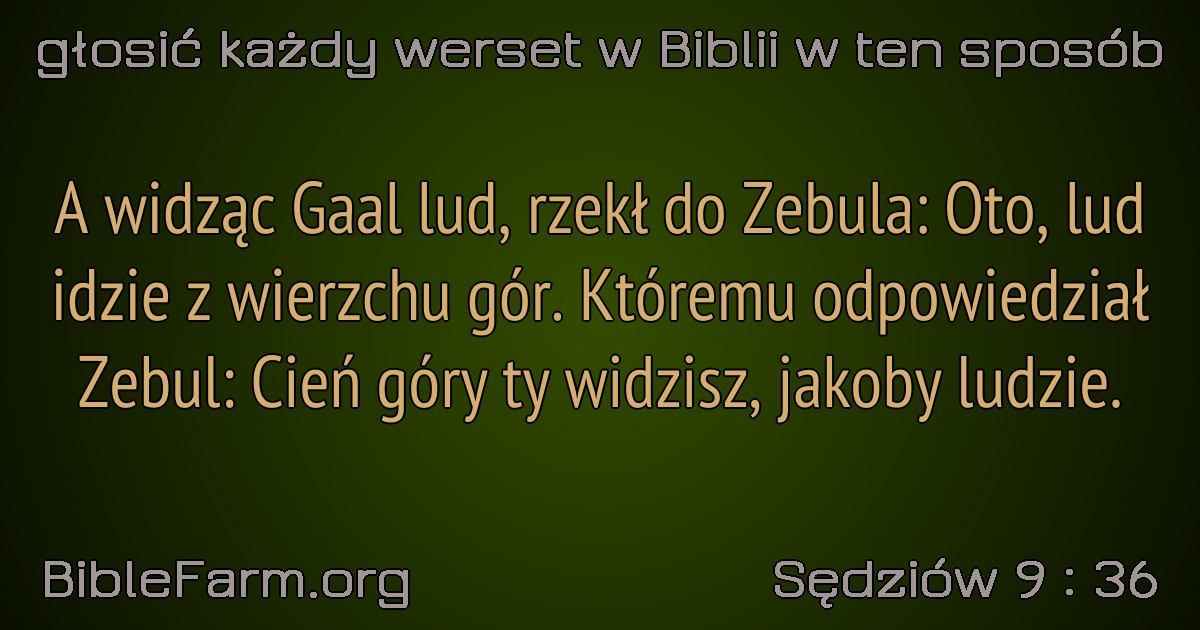 głosić każdy werset w Biblii w ten sposób
A widząc Gaal lud, rzekł do Zebula: Oto, lud
idzie z wierzchu gór. Któremu odpowiedział
Zebul: Cień góry ty widzisz, jakoby ludzie.
BibleFarm.org
Sędziów 9 : 36